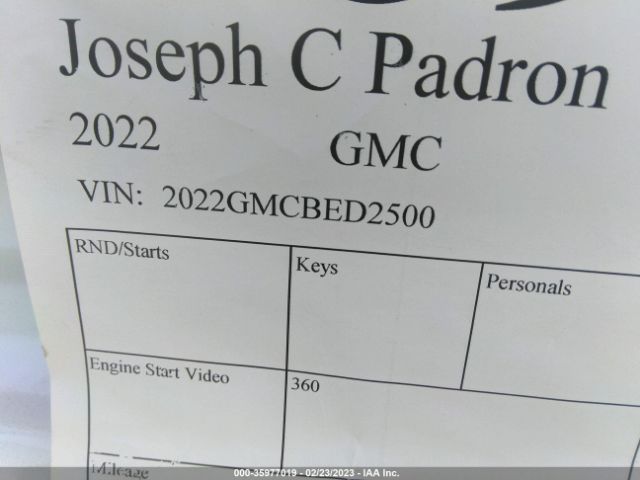 Joseph C Padron
2022 GMC
VIN: 2022GMCBED2500
RND/Starts Keys Personals
Engine Start Video 360
Mileage
000-35977019 - 02/23/2023 - IAA Inc.